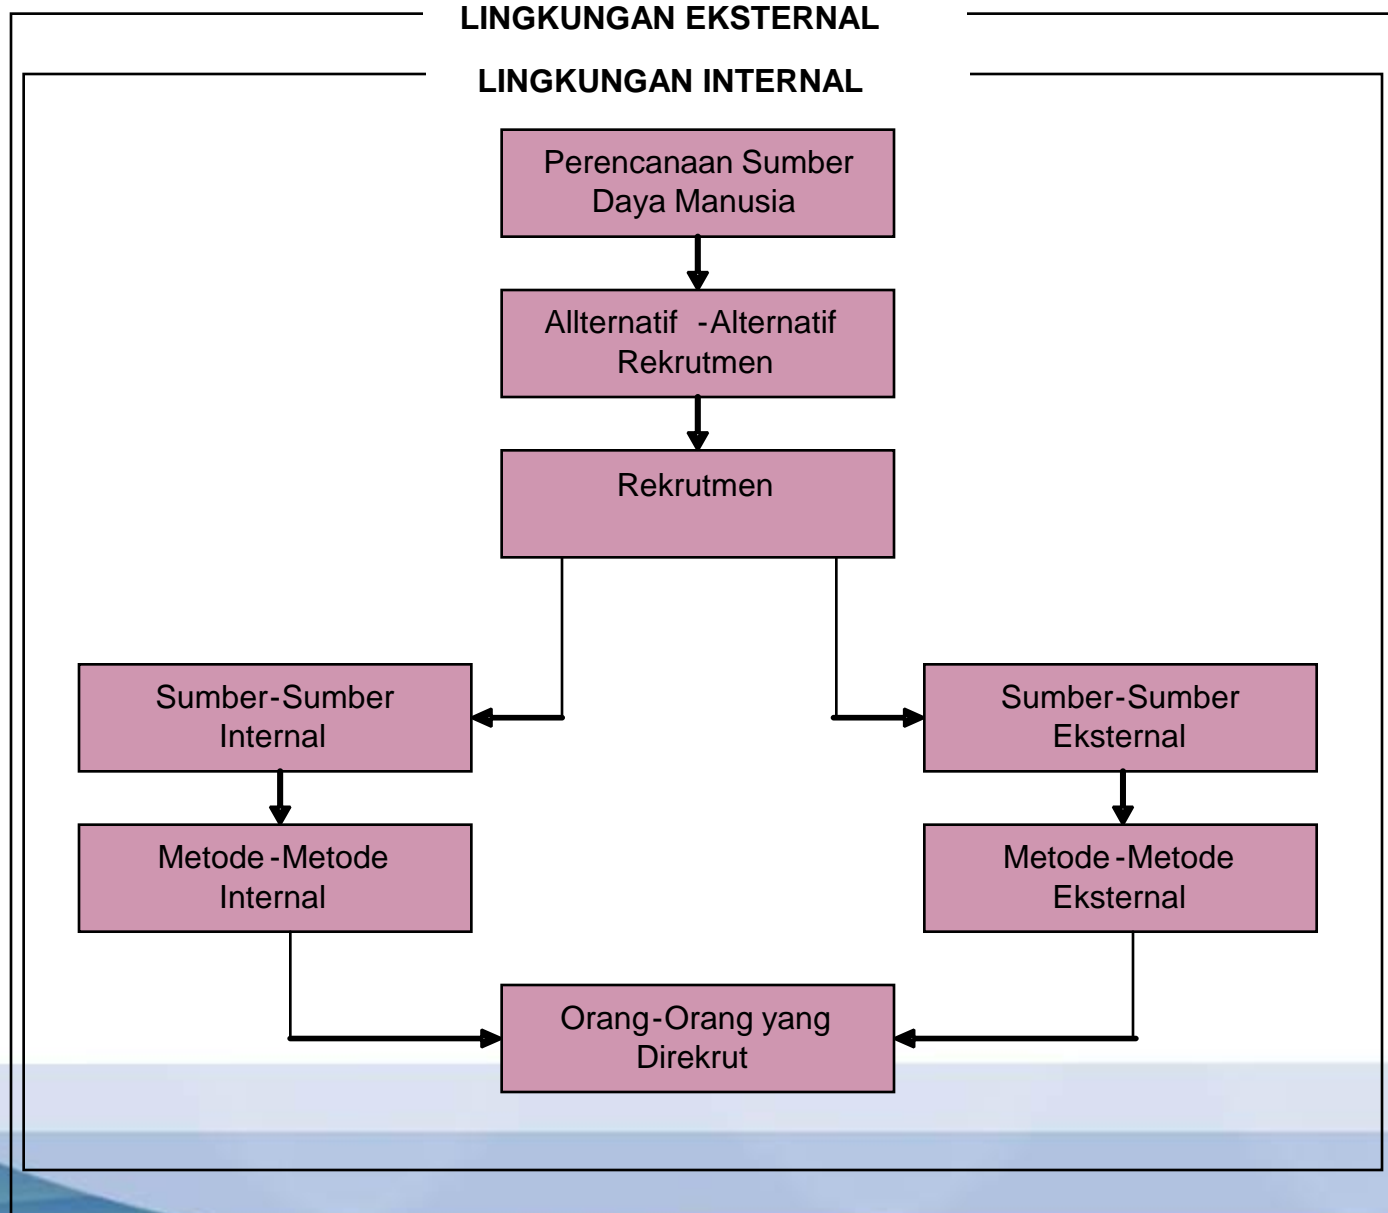 LINGKUNGAN EKSTERNAL
LINGKUNGAN INTERNAL
Perencanaan Sumber
Daya Manusia
Allternatif -Alternatif
Rekrutmen
Rekrutmen
Sumber-Sumber
Internal
Sumber-Sumber
Eksternal
Metode-Metode
Internal
Metode-Metode
Eksternal
Orang-Orang yang
Direkrut